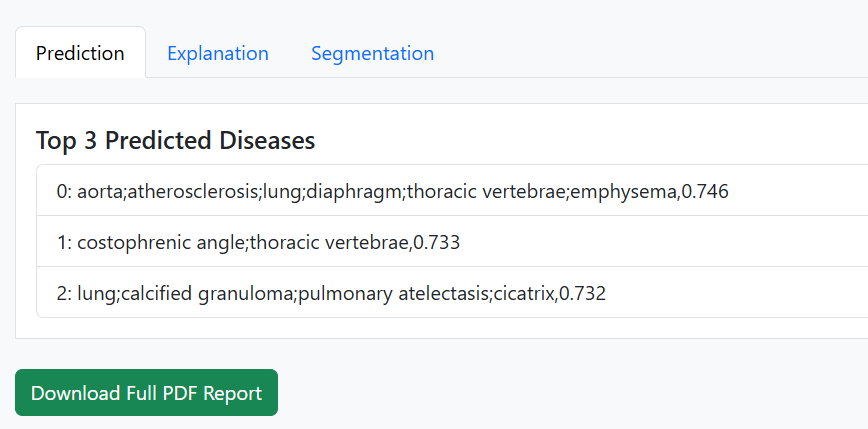 Prediction Explanation Segmentation
Top 3 Predicted Diseases
0: aorta;atherosclerosis;lung;diaphragm;thoracic vertebrae;emphysema,0.746
1: costophrenic angle;thoracic vertebrae,0.733
2: lung;calcified granuloma;pulmonary atelectasis;cicatrix,0.732
Download Full PDF Report